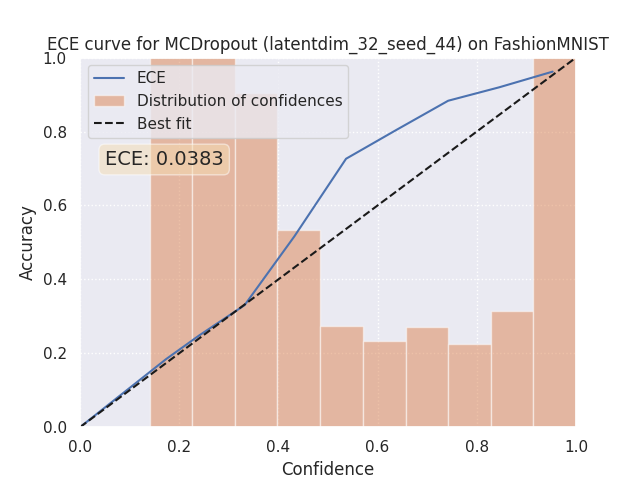 ECE curve for MCDropout (latentdim_32_seed_44) on FashionMNIST
ECE
Distribution of confidences
Best fit
ECE: 0.0383
1.0
0.8
0.6
0.4
0.2
0.0
Accuracy
0.0 0.2 0.4 0.6 0.8 1.0
Confidence